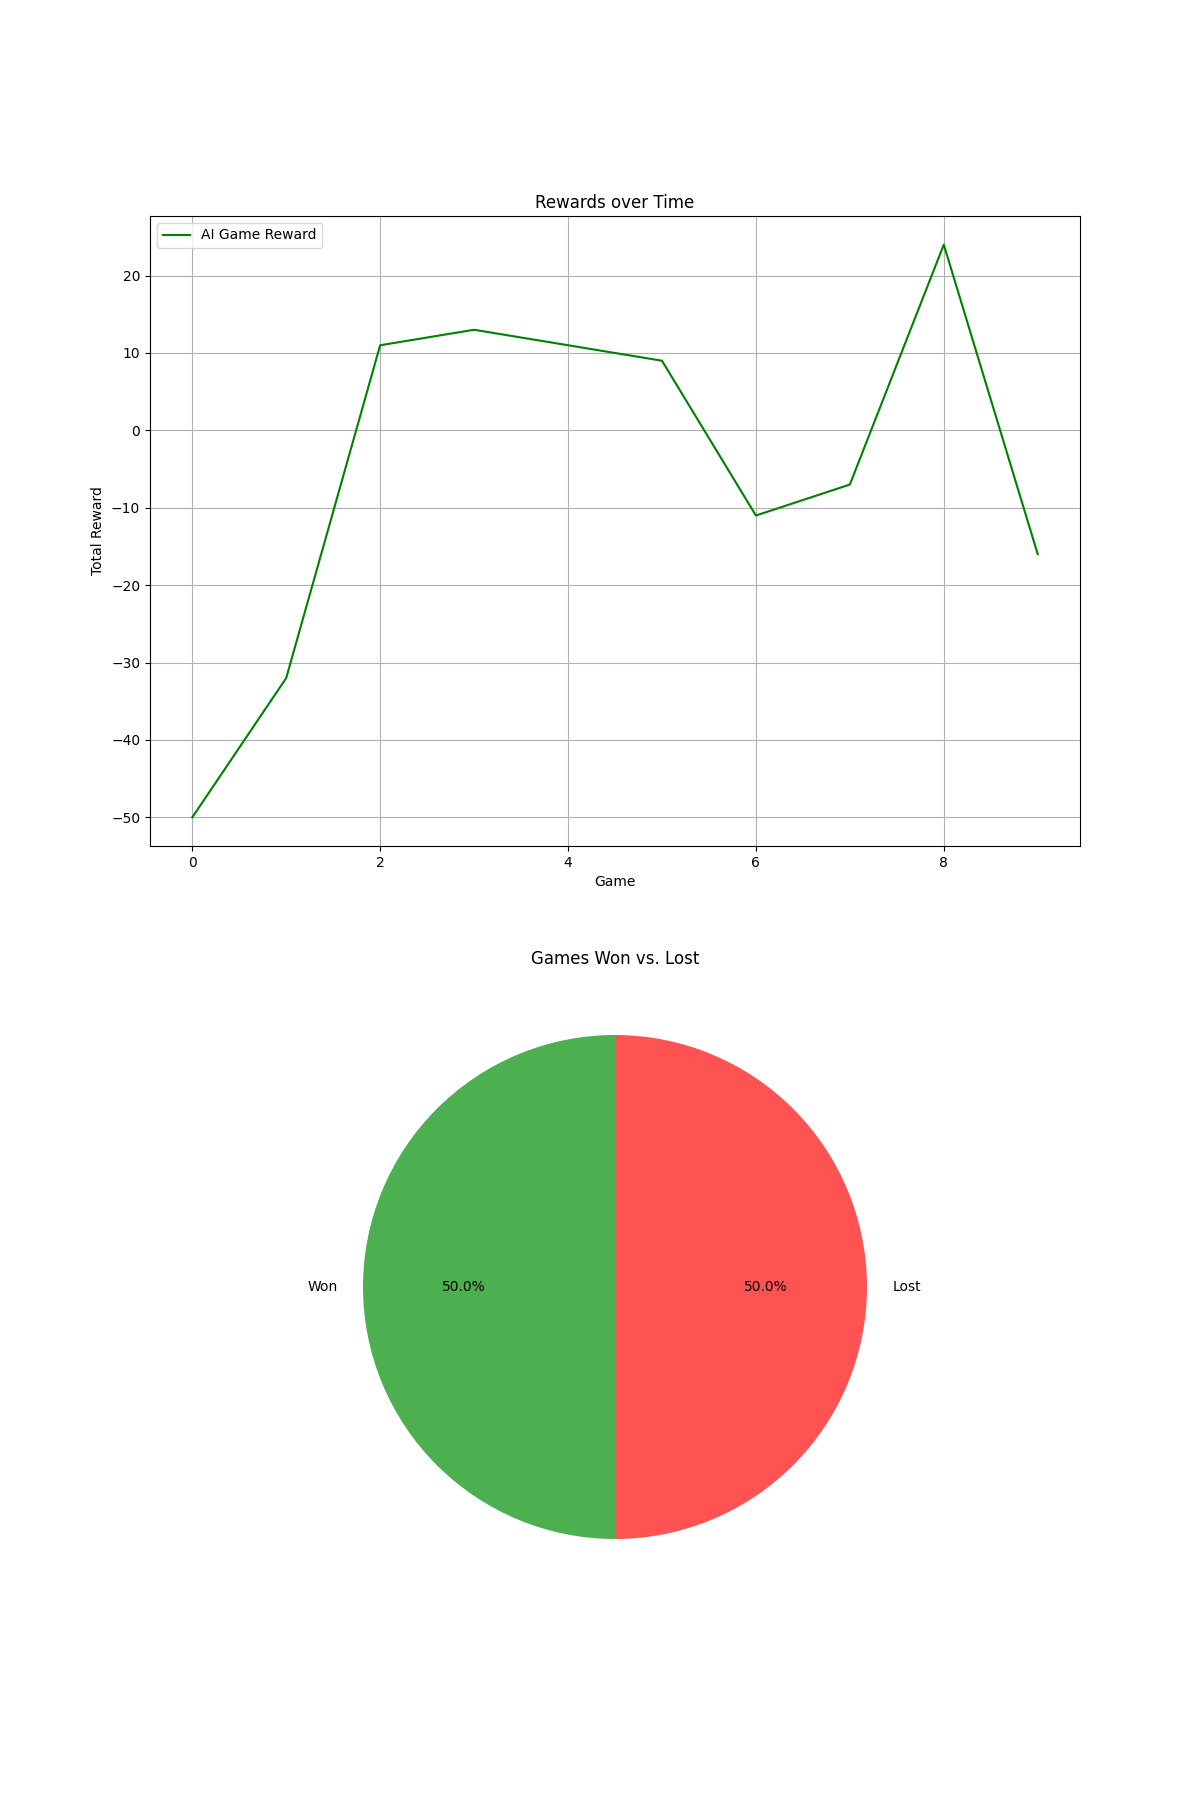 Rewards over Time
AI Game Reward
20
10
0
−10
−20
−30
−40
−50
Total Reward
0 2 4 6 8
Game
Games Won vs. Lost
Won 50.0% 50.0% Lost